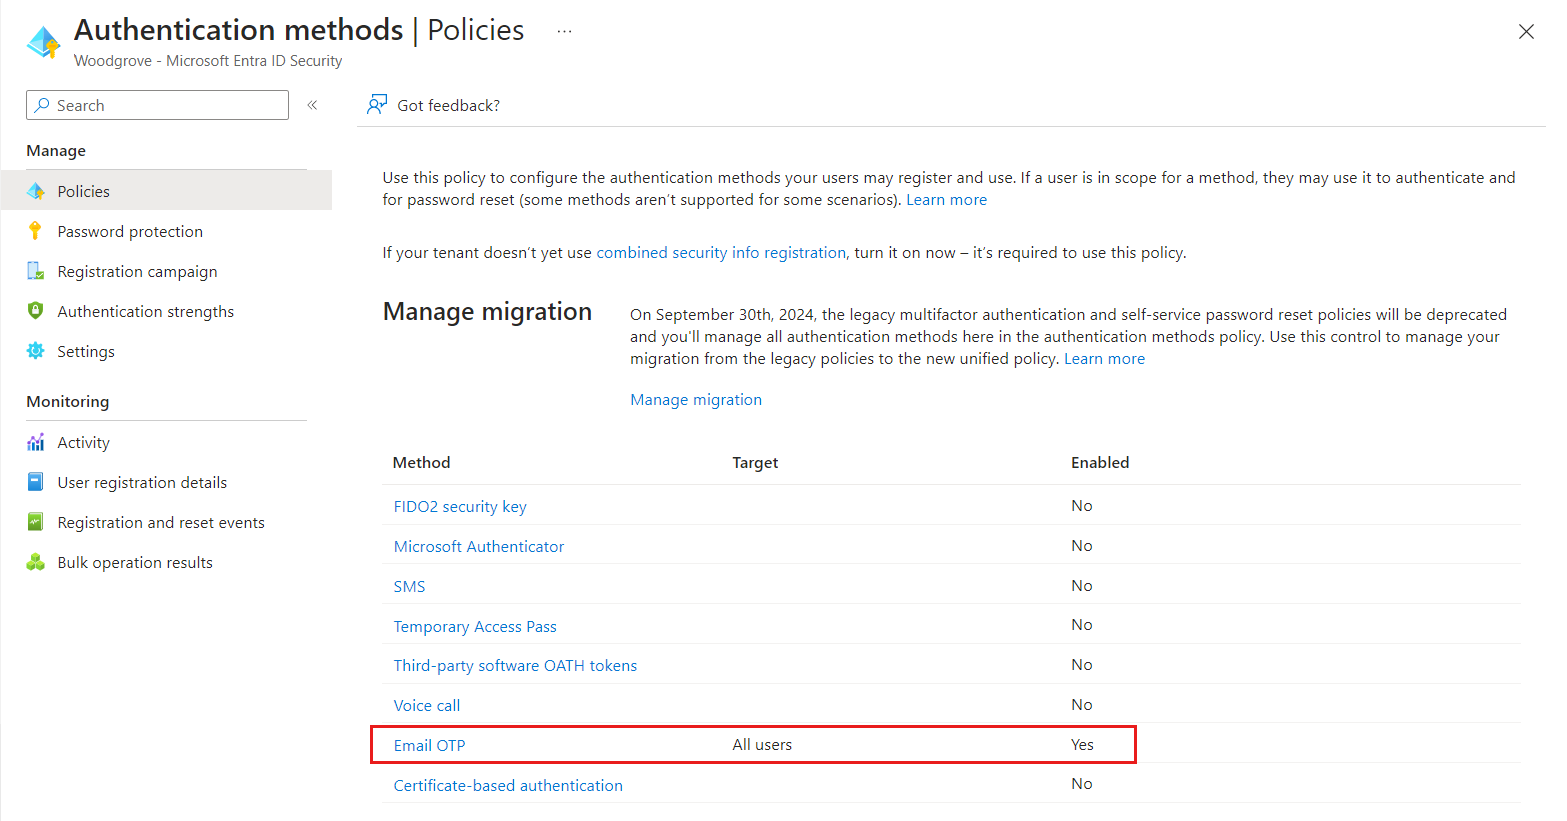 Authentication methods | Policies ...
Woodgrove - Microsoft Entra ID Security
Search
«
Got feedback?
Manage
Policies
Password protection
Registration campaign
Authentication strengths
Settings
Monitoring
Activity
User registration details
Registration and reset events
Bulk operation results
Use this policy to configure the authentication methods your users may register and use. If a user is in scope for a method, they may use it to authenticate and
for password reset (some methods aren’t supported for some scenarios). Learn more
If your tenant doesn’t yet use combined security info registration, turn it on now – it’s required to use this policy.
Manage migration
On September 30th, 2024, the legacy multifactor authentication and self-service password reset policies will be deprecated
and you'll manage all authentication methods here in the authentication methods policy. Use this control to manage your
migration from the legacy policies to the new unified policy. Learn more
Manage migration
Method Target Enabled
FIDO2 security key No
Microsoft Authenticator No
SMS No
Temporary Access Pass No
Third-party software OATH tokens No
Voice call No
Email OTP All users Yes
Certificate-based authentication No